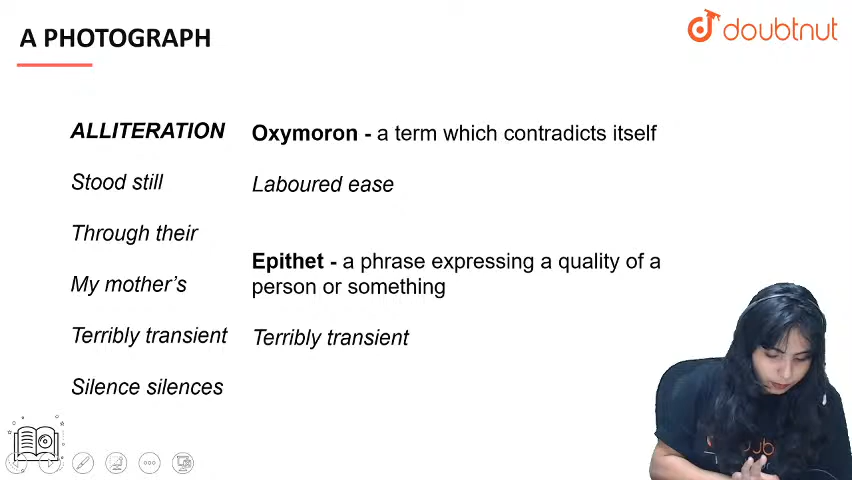 A PHOTOGRAPH
doubtnut
ALLITERATION
Stood still
Through their
My mother's
Terribly transient
Silence silences
Oxymoron - a term which contradicts itself
Laboured ease
Epithet - a phrase expressing a quality of a
person or something
Terribly transient